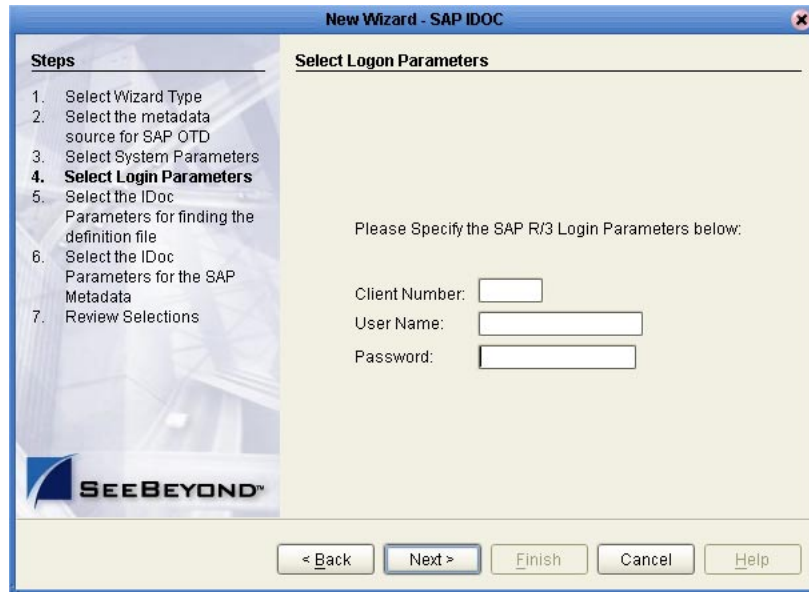 New Wizard - SAP IDOC
Steps
1. Select Wizard Type
2. Select the metadata
source for SAP OTD
3. Select System Parameters
4. Select Login Parameters
5. Select the IDoc
Parameters for finding the
definition file
6. Select the IDoc
Parameters for the SAP
Metadata
7. Review Selections
SEEBEYOND™
Select Logon Parameters
Please Specify the SAP R/3 Login Parameters below:
Client Number:
User Name:
Password:
< Back Next > Finish Cancel Help